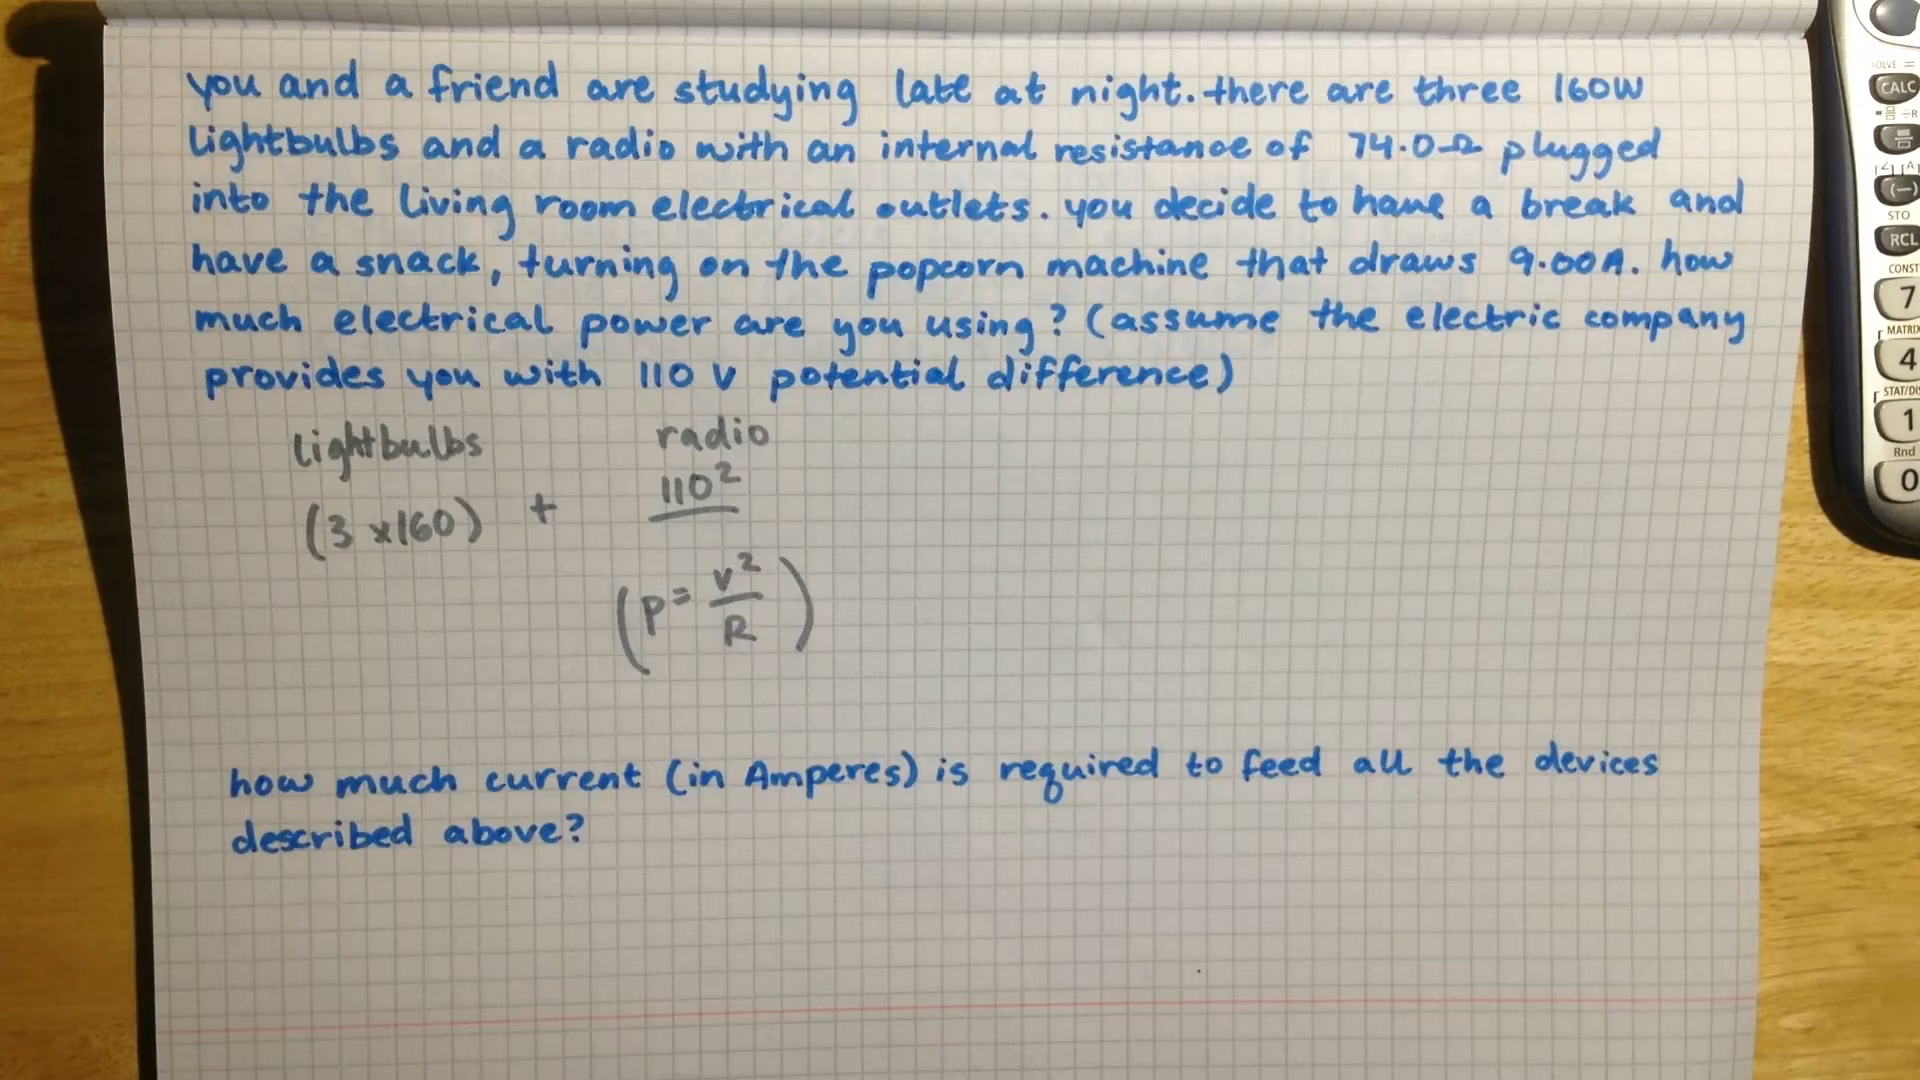 you and a friend are studying late at night. there are three 160W
lightbulbs and a radio with an internal resistance of 74.0Ω plugged
into the living room electrical outlets. you decide to have a break and
have a snack, turning on the popcorn machine that draws 9.00A. how
much electrical power are you using? (assume the electric company
provides you with 110 V potential difference)
lightbulbs radio
(3 x160) + 110²
(P = V²/R)
how much current (in Amperes) is required to feed all the devices
described above?
SOLVE =
CALC
(−)
STO
RCL
CONST
7
MATRIX
4
STAT/DIS
1
Rnd
0